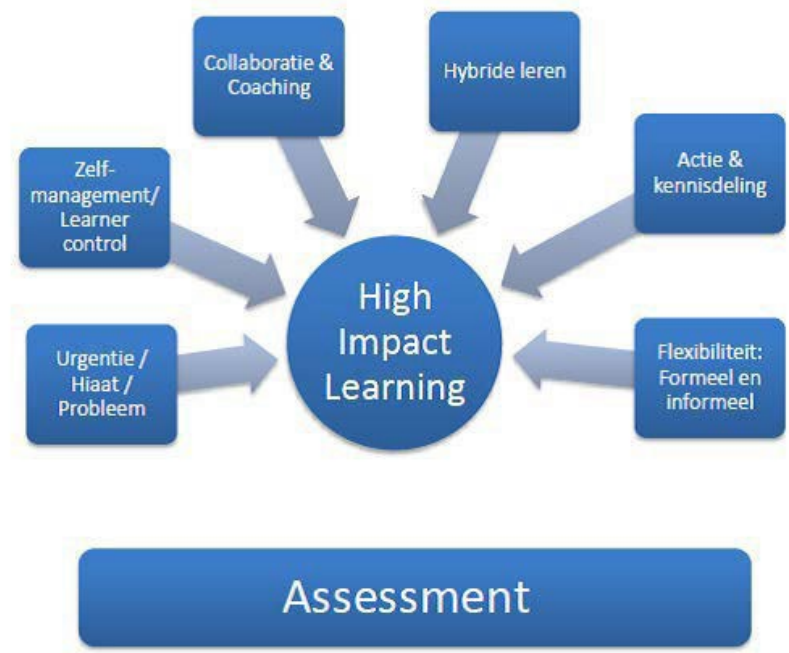 Collaboratie &
Coaching
Hybride leren
Zelf-
management/
Learner
control
Actie &
kennisdeling
High
Impact
Learning
Urgentie /
Hiaat /
Probleem
Flexibiliteit:
Formeel en
informeel
Assessment